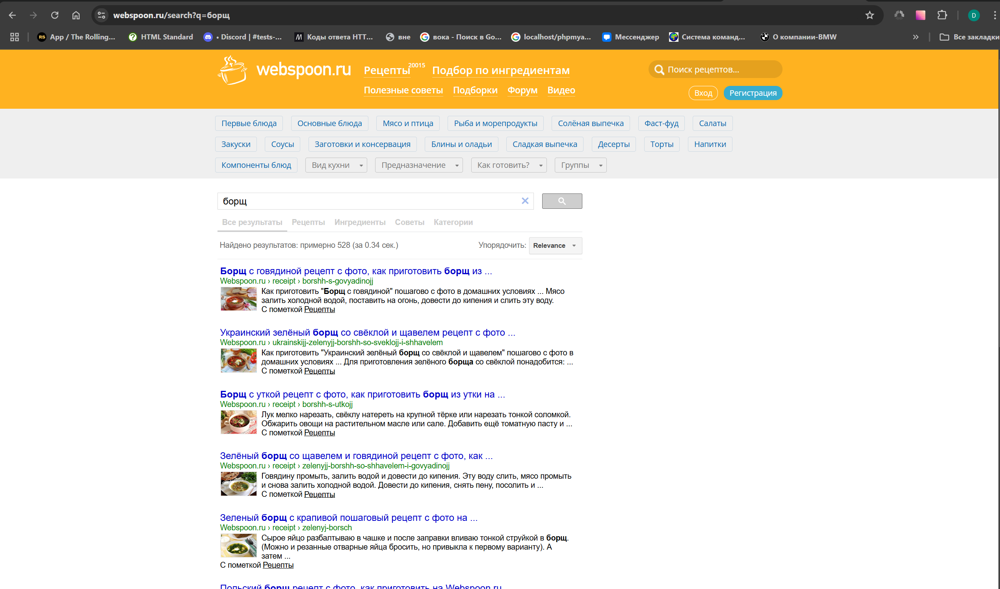 webspoon.ru/search?q=борщ
D
RS App / The Rolling...
HTML Standard
• Discord | #tests-...
Коды ответа HTT...
вне
вока - Поиск в Go...
localhost/phpmya...
Мессенджер
Система команд...
О компании-BMW
Все закладки
webspoon.ru
Рецепты 20015 Подбор по ингредиентам
Поиск рецептов...
Полезные советы Подборки Форум Видео
Вход Регистрация
Первые блюда Основные блюда Мясо и птица Рыба и морепродукты Солёная выпечка Фаст-фуд Салаты
Закуски Соусы Заготовки и консервация Блины и оладьи Сладкая выпечка Десерты Торты Напитки
Компоненты блюд Вид кухни Предназначение Как готовить? Группы
борщ
Все результаты Рецепты Ингредиенты Советы Категории
Найдено результатов: примерно 528 (за 0.34 сек.) Упорядочить: Relevance
Борщ с говядиной рецепт с фото, как приготовить борщ из ...
Webspoon.ru › receipt › borshh-s-govyadinojj
Как приготовить "Борщ с говядиной" пошагово с фото в домашних условиях ... Мясо
залить холодной водой, поставить на огонь, довести до кипения и слить эту воду.
С пометкой Рецепты
Украинский зелёный борщ со свёклой и щавелем рецепт с фото ...
Webspoon.ru › ukrainskijj-zelenyjj-borshh-so-sveklojj-i-shhavelem
Как приготовить "Украинский зелёный борщ со свёклой и щавелем" пошагово с фото в
домашних условиях ... Для приготовления зелёного борща со свёклой понадобится: ...
С пометкой Рецепты
Борщ с уткой рецепт с фото, как приготовить борщ из утки на ...
Webspoon.ru › receipt › borshh-s-utkojj
Лук мелко нарезать, свёклу натереть на крупной тёрке или нарезать тонкой соломкой.
Обжарить овощи на растительном масле или сале. Добавить ещё томатную пасту и ...
С пометкой Рецепты
Зелёный борщ со щавелем и говядиной рецепт с фото, как ...
Webspoon.ru › receipt › zelenyjj-borshh-so-shhavelem-i-govyadinojj
Говядину промыть, залить водой и довести до кипения. Эту воду слить, мясо промыть
и снова залить холодной водой. Довести до кипения, снять пену, посолить и ...
С пометкой Рецепты
Зеленый борщ с крапивой пошаговый рецепт с фото на ...
Webspoon.ru › receipt › zelenyj-borsch
Сырое яйцо разбалтываю в чашке и после заправки вливаю тонкой струйкой в борщ.
(Можно и резанные отварные яйца бросить, но привыкла к первому варианту). А
затем ...
С пометкой Рецепты
Польский борщ рецепт с фото, как приготовить на Webspoon.ru